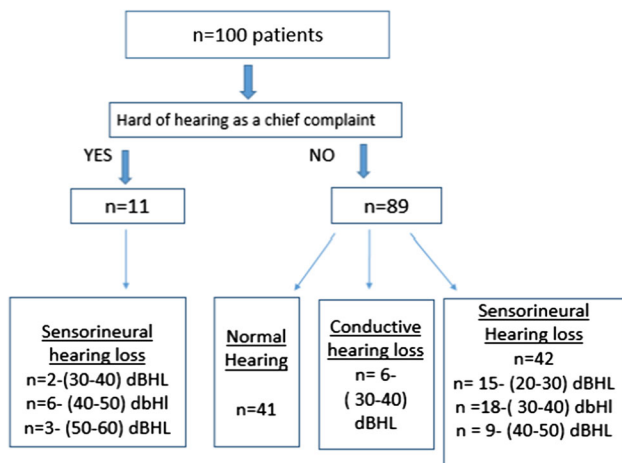 n=100 patients
Hard of hearing as a chief complaint
YES
NO
n=11
n=89
Sensorineural
hearing loss
n=2-(30-40) dBHL
n=6- (40-50) dbHl
n=3- (50-60) dBHL
Normal
Hearing
n=41
Conductive
hearing loss
n= 6-
( 30-40)
dBHL
Sensorineural
Hearing loss
n=42
n= 15- (20-30) dBHL
n =18-( 30-40) dbHl
n = 9- (40-50) dBHL